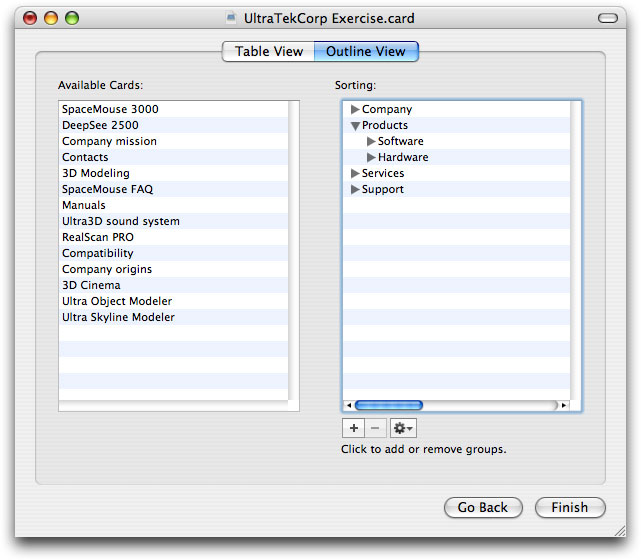 UltraTekCorp Exercise.card
Table View
Outline View
Available Cards:
SpaceMouse 3000
DeepSee 2500
Company mission
Contacts
3D Modeling
SpaceMouse FAQ
Manuals
Ultra3D sound system
RealScan PRO
Compatibility
Company origins
3D Cinema
Ultra Object Modeler
Ultra Skyline Modeler
Sorting:
Company
Products
Software
Hardware
Services
Support
Click to add or remove groups.
Go Back
Finish